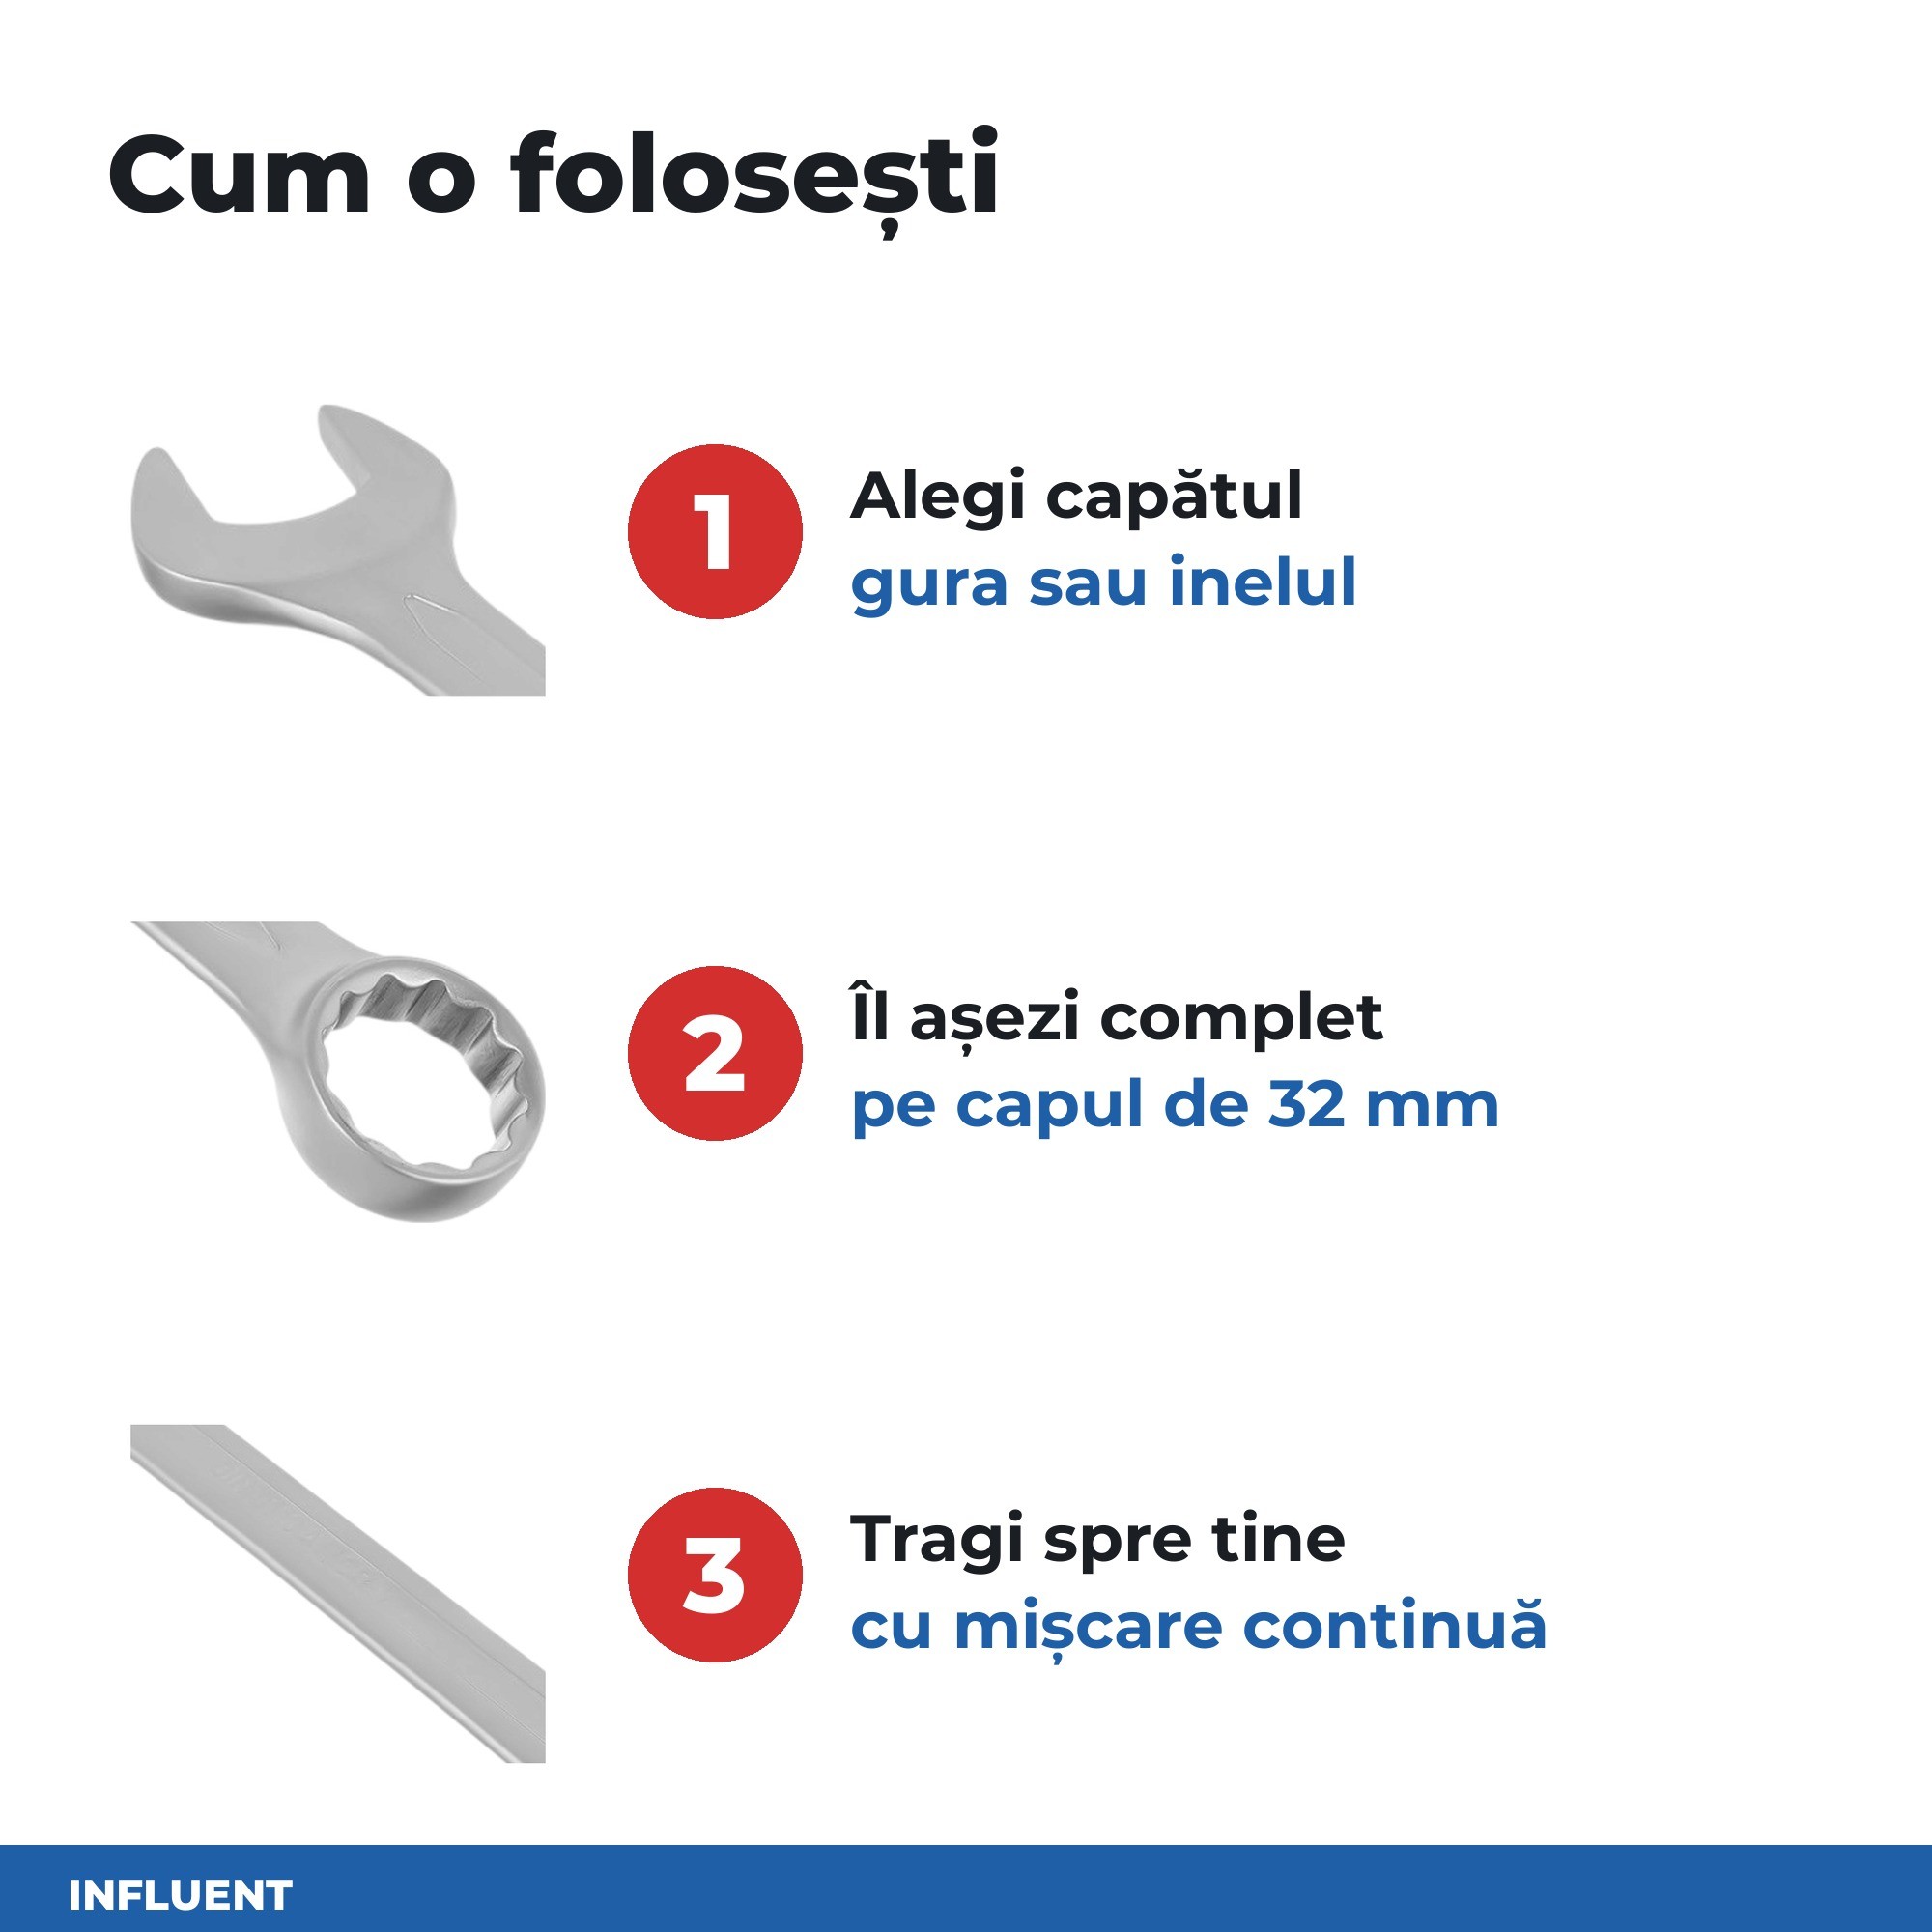 Cum o folosești
1
Alegi capătul
gura sau inelul
2
Îl așezi complet
pe capul de 32 mm
3
Tragi spre tine
cu mișcare continuă
INFLUENT